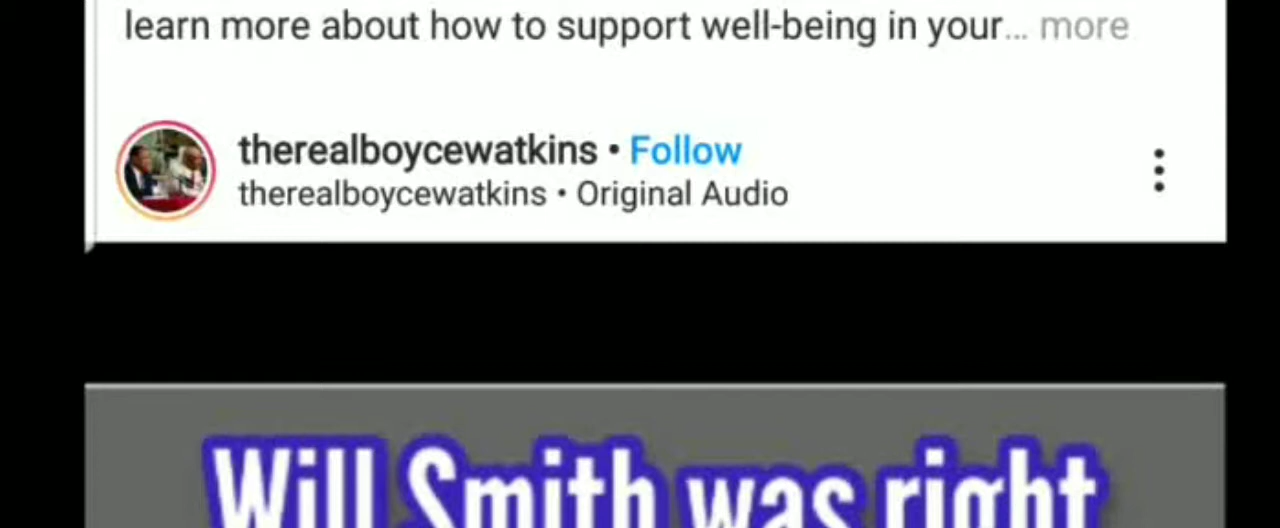 learn more about how to support well-being in your... more
therealboycewatkins • Follow
therealboycewatkins • Original Audio
Will Smith was right